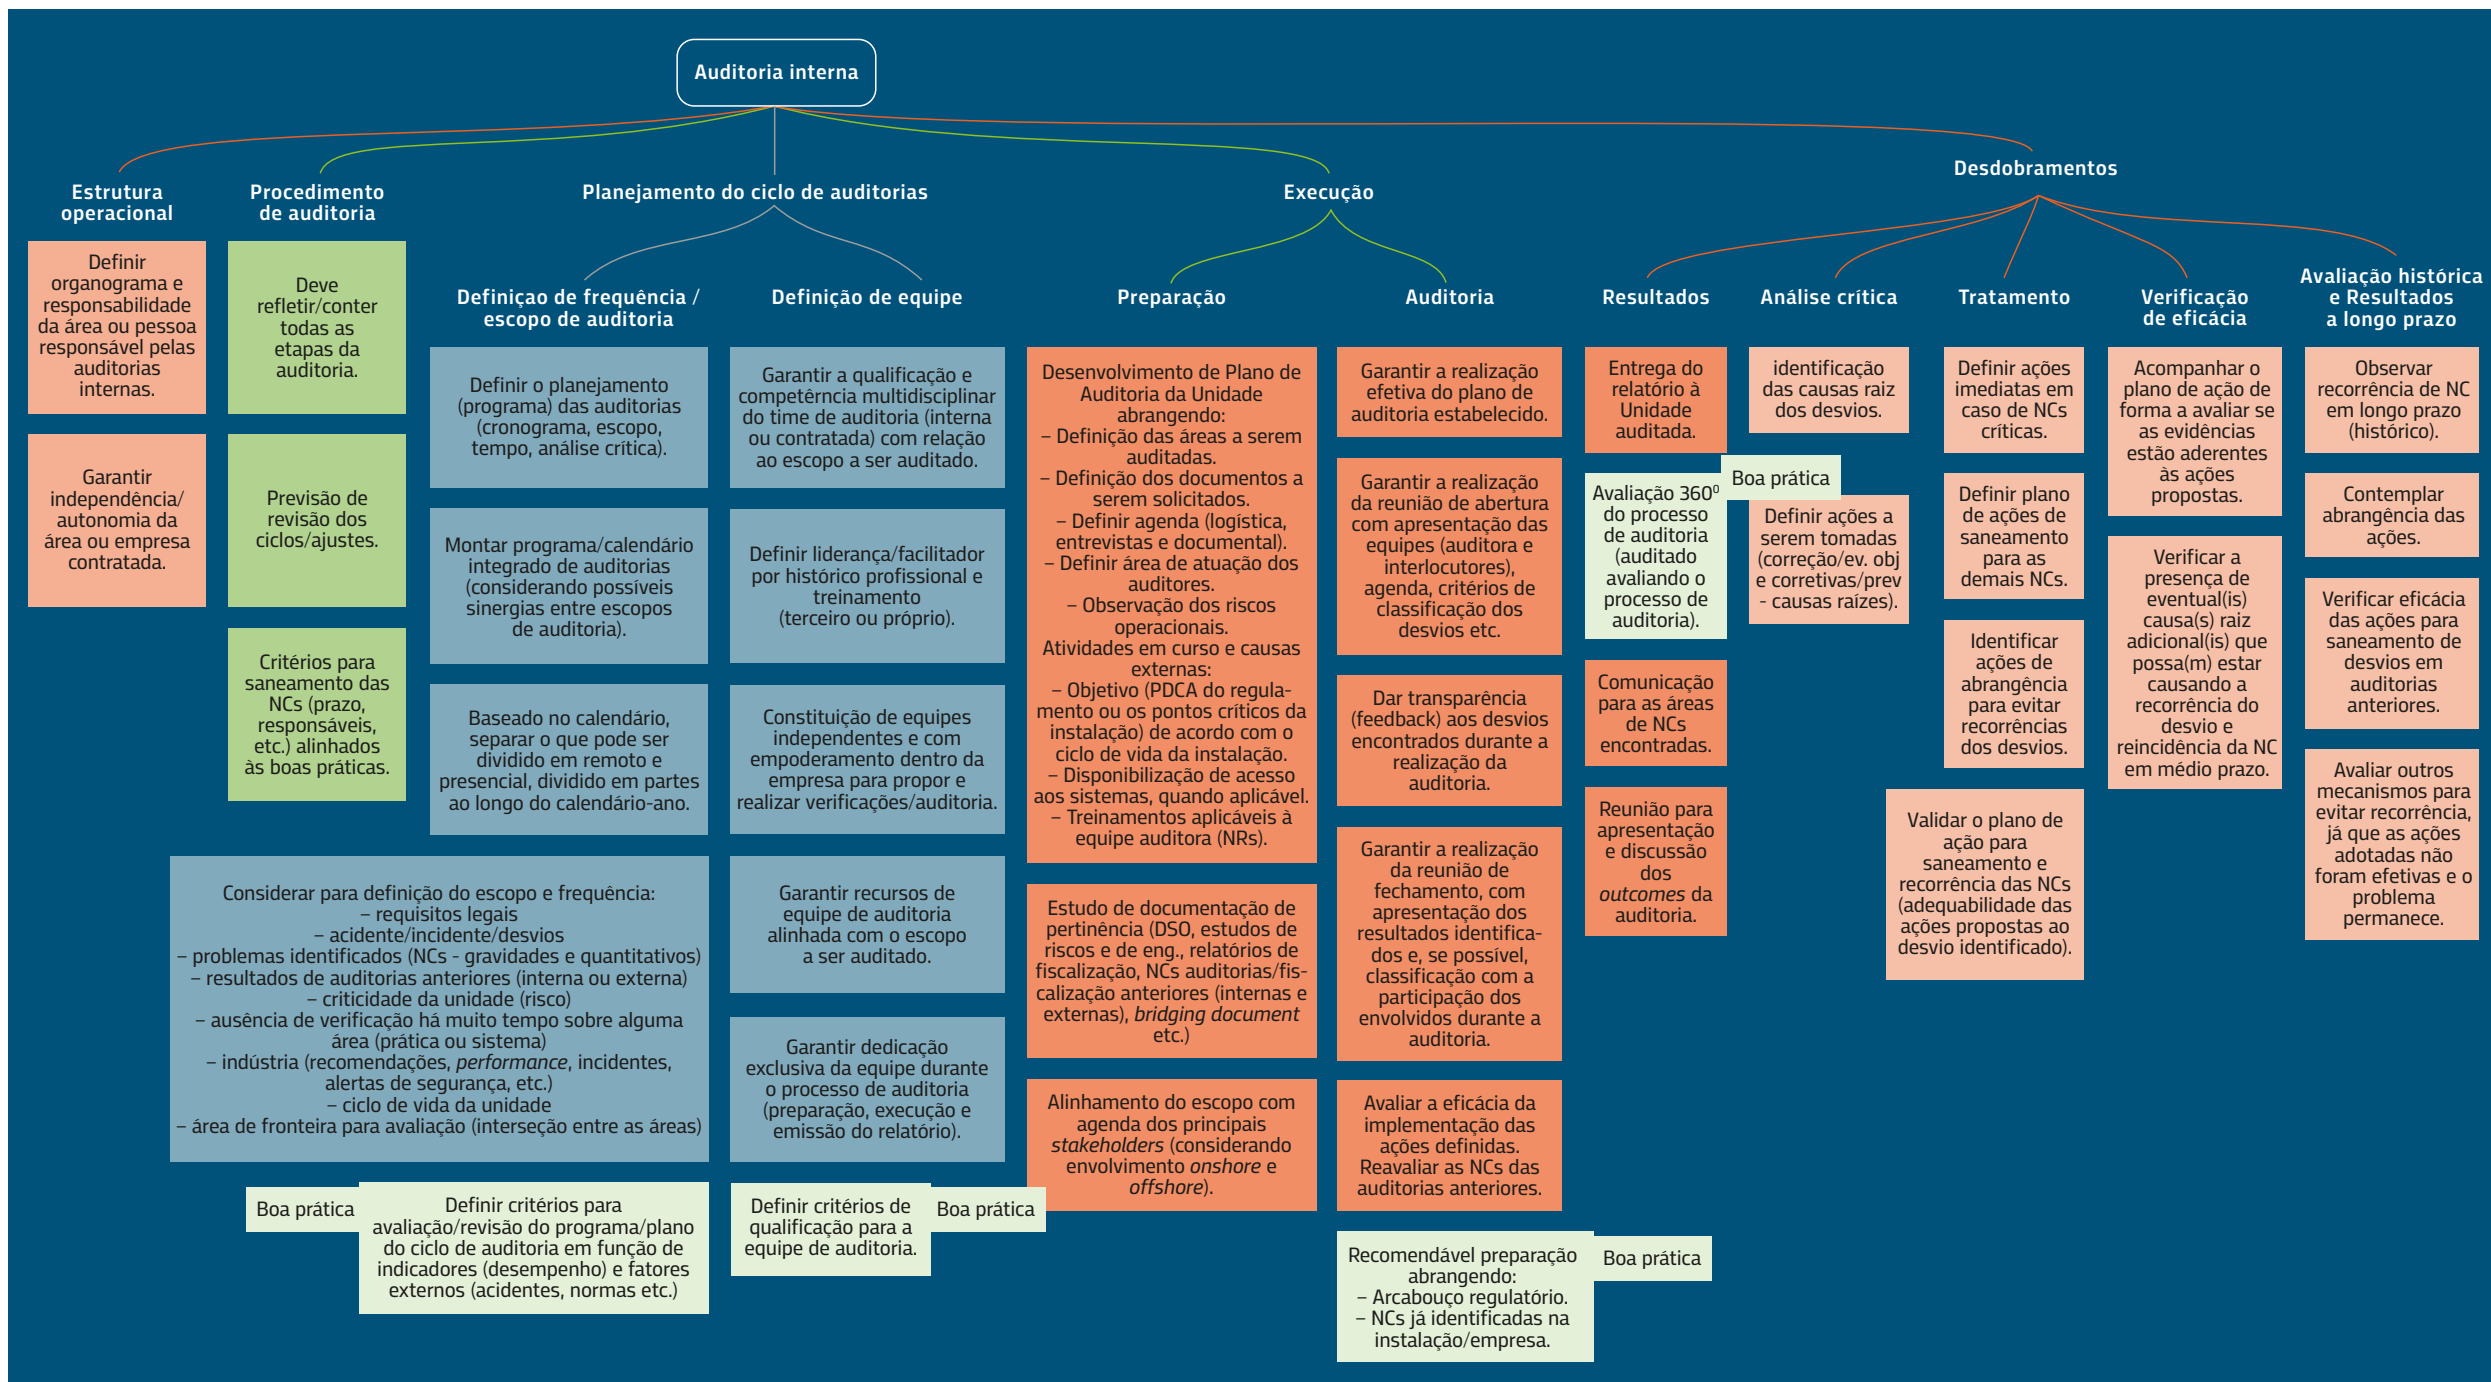 Auditoria interna
Estrutura
operacional
Definir
organograma e
responsabilidade
da área ou pessoa
responsável pelas
auditorias
internas.
Garantir
independência/
autonomia da
área ou empresa
contratada.
Procedimento
de auditoria
Deve
refletir/conter
todas as
etapas da
auditoria.
Previsão de
revisão dos
ciclos/ajustes.
Critérios para
saneamento das
NCs (prazo,
responsáveis,
etc.) alinhados
às boas práticas.
Planejamento do ciclo de auditorias
Definiçao de frequência /
escopo de auditoria
Definir o planejamento
(programa) das auditorias
(cronograma, escopo,
tempo, análise crítica).
Montar programa/calendário
integrado de auditorias
(considerando possíveis
sinergias entre escopos
de auditoria).
Baseado no calendário,
separar o que pode ser
dividido em remoto e
presencial, dividido em partes
ao longo do calendário-ano.
Considerar para definição do escopo e frequência:
– requisitos legais
– acidente/incidente/desvios
– problemas identificados (NCs - gravidades e quantitativos)
– resultados de auditorias anteriores (interna ou externa)
– criticidade da unidade (risco)
– ausência de verificação há muito tempo sobre alguma
área (prática ou sistema)
– indústria (recomendações, performance, incidentes,
alertas de segurança, etc.)
– ciclo de vida da unidade
– área de fronteira para avaliação (interseção entre as áreas)
Boa prática
Definir critérios para
avaliação/revisão do programa/plano
do ciclo de auditoria em função de
indicadores (desempenho) e fatores
externos (acidentes, normas etc.)
Definição de equipe
Garantir a qualificação e
competêrncia multidisciplinar
do time de auditoria (interna
ou contratada) com relação
ao escopo a ser auditado.
Definir liderança/facilitador
por histórico profissional e
treinamento
(terceiro ou próprio).
Constituição de equipes
independentes e com
empoderamento dentro da
empresa para propor e
realizar verificações/auditoria.
Garantir recursos de
equipe de auditoria
alinhada com o escopo
a ser auditado.
Garantir dedicação
exclusiva da equipe durante
o processo de auditoria
(preparação, execução e
emissão do relatório).
Definir critérios de
qualificação para a
equipe de auditoria.
Boa prática
Execução
Preparação
Desenvolvimento de Plano de
Auditoria da Unidade
abrangendo:
– Definição das áreas a serem
auditadas.
– Definição dos documentos a
serem solicitados.
– Definir agenda (logística,
entrevistas e documental).
– Definir área de atuação dos
auditores.
– Observação dos riscos
operacionais.
Atividades em curso e causas
externas:
– Objetivo (PDCA do regula-
mento ou os pontos críticos da
instalação) de acordo com o
ciclo de vida da instalação.
– Disponibilização de acesso
aos sistemas, quando aplicável.
– Treinamentos aplicáveis à
equipe auditora (NRs).
Estudo de documentação de
pertinência (DSO, estudos de
riscos e de eng., relatórios de
fiscalização, NCs auditorias/fis-
calização anteriores (internas e
externas), bridging document
etc.)
Alinhamento do escopo com
agenda dos principais
stakeholders (considerando
envolvimento onshore e
offshore).
Auditoria
Garantir a realização
efetiva do plano de
auditoria estabelecido.
Garantir a realização
da reunião de abertura
com apresentação das
equipes (auditora e
interlocutores),
agenda, critérios de
classificação dos
desvios etc.
Dar transparência
(feedback) aos desvios
encontrados durante a
realização da
auditoria.
Garantir a realização
da reunião de
fechamento, com
apresentação dos
resultados identifica-
dos e, se possível,
classificação com a
participação dos
envolvidos durante a
auditoria.
Avaliar a eficácia da
implementação das
ações definidas.
Reavaliar as NCs das
auditorias anteriores.
Recomendável preparação
abrangendo:
– Arcabouço regulatório.
– NCs já identificadas na
instalação/empresa.
Boa prática
Desdobramentos
Resultados
Entrega do
relatório à
Unidade
auditada.
Avaliação 360⁰
do processo
de auditoria
(auditado
avaliando o
processo de
auditoria).
Boa prática
Comunicação
para as áreas
de NCs
encontradas.
Reunião para
apresentação
e discussão
dos
outcomes da
auditoria.
Análise crítica
identificação
das causas raiz
dos desvios.
Definir ações a
serem tomadas
(correção/ev. obj
e corretivas/prev
- causas raízes).
Tratamento
Definir ações
imediatas em
caso de NCs
críticas.
Definir plano
de ações de
saneamento
para as
demais NCs.
Identificar
ações de
abrangência
para evitar
recorrências
dos desvios.
Validar o plano de
ação para
saneamento e
recorrência das NCs
(adequabilidade das
ações propostas ao
desvio identificado).
Verificação
de eficácia
Acompanhar o
plano de ação de
forma a avaliar se
as evidências
estão aderentes
às ações
propostas.
Verificar a
presença de
eventual(is)
causa(s) raiz
adicional(is) que
possa(m) estar
causando a
recorrência do
desvio e
reincidência da NC
em médio prazo.
Avaliação histórica
e Resultados
a longo prazo
Observar
recorrência de NC
em longo prazo
(histórico).
Contemplar
abrangência das
ações.
Verificar eficácia
das ações para
saneamento de
desvios em
auditorias
anteriores.
Avaliar outros
mecanismos para
evitar recorrência,
já que as ações
adotadas não
foram efetivas e o
problema
permanece.